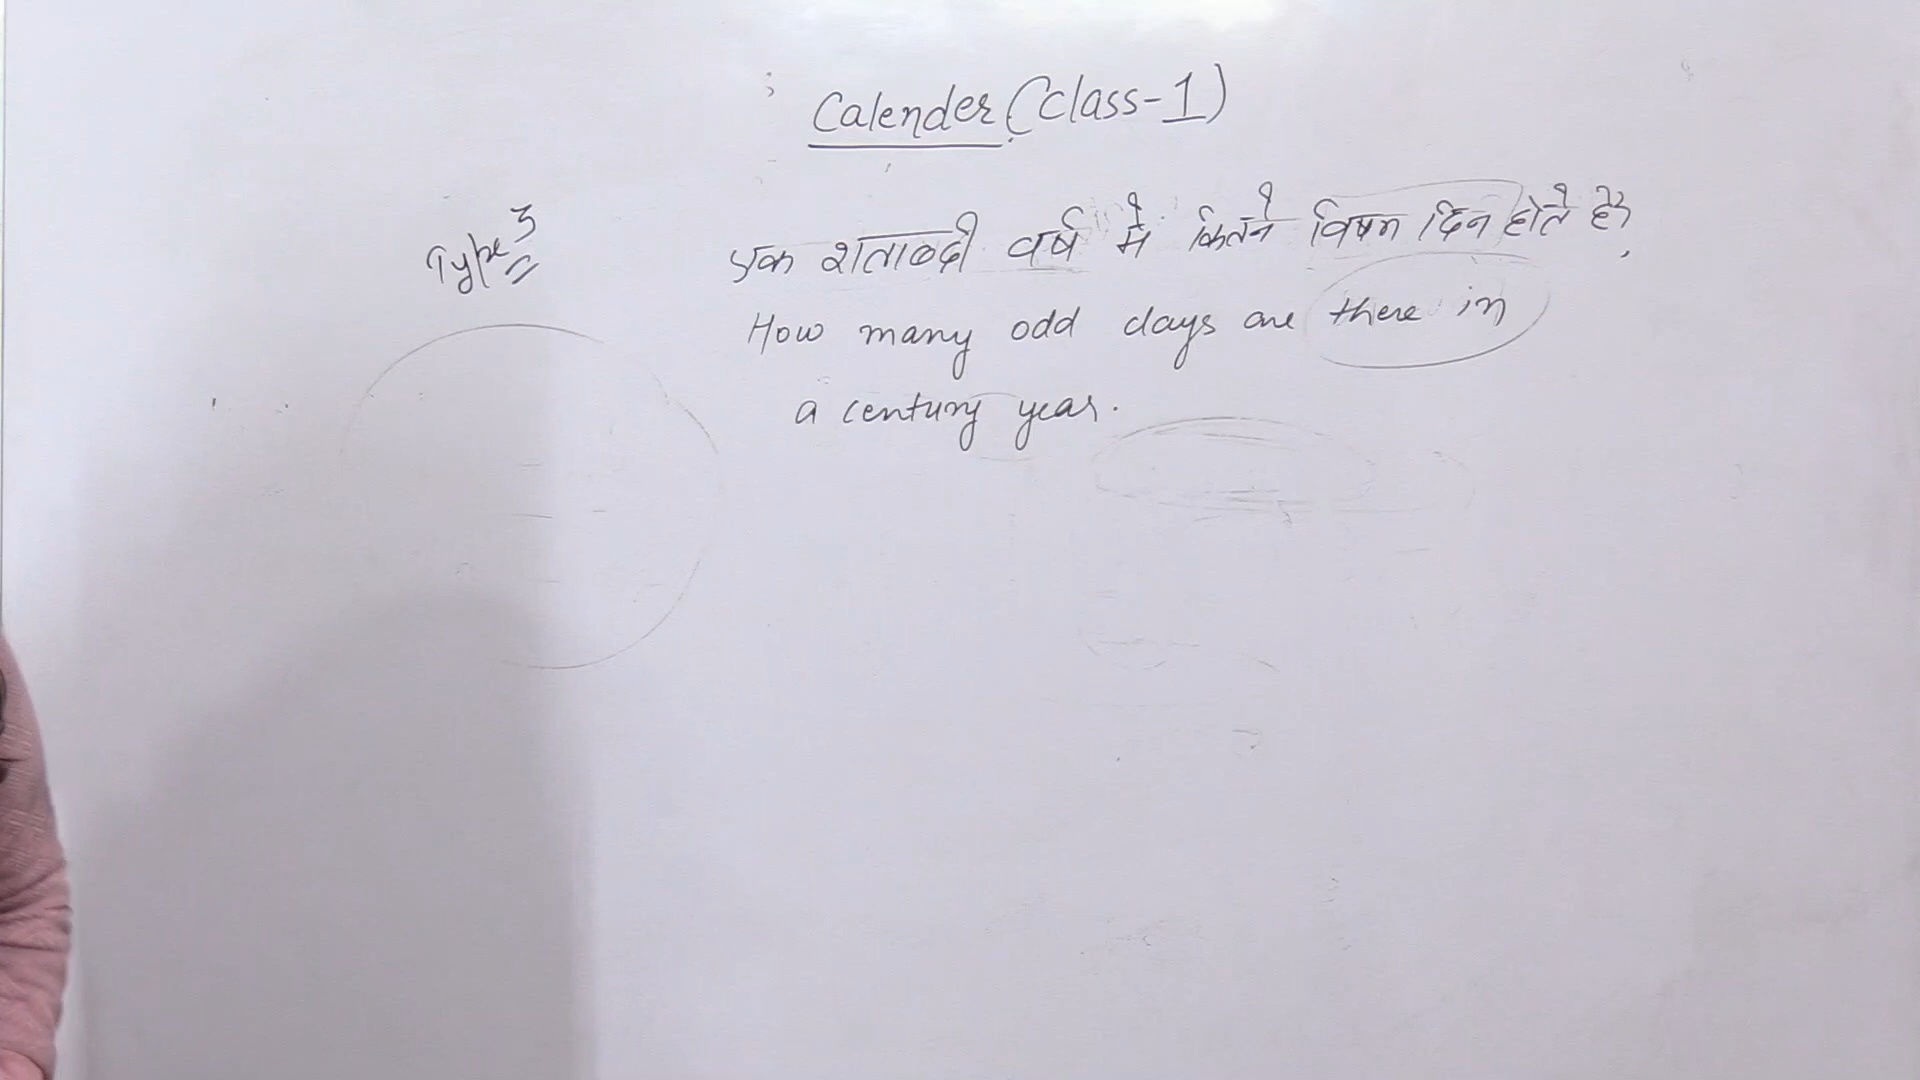 Calender (Class-1)
Type 3
एक शताब्दी वर्ष में कितने विषम दिन होते है?
How many odd days are there in
a century year.